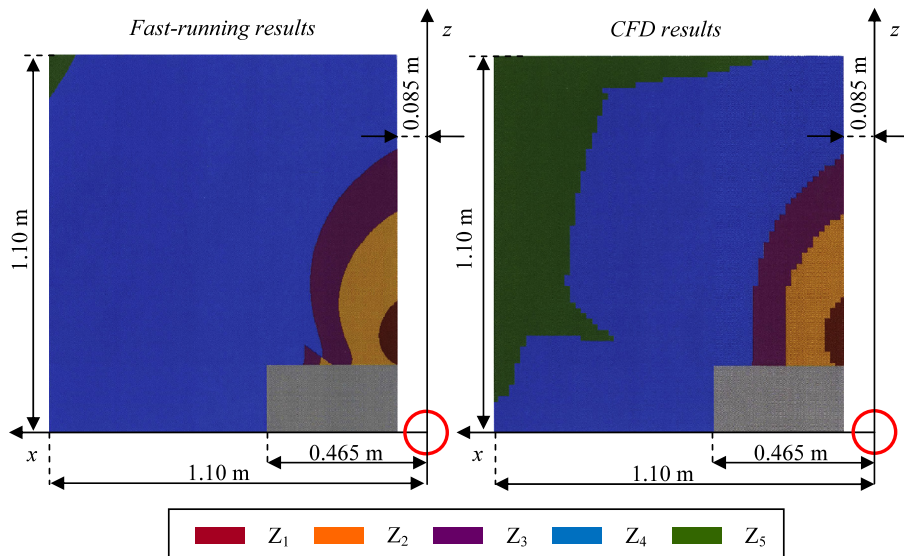 Fast-running results
z
CFD results
z
0.085 m
0.085 m
1.10 m
1.10 m
x
0.465 m
1.10 m
x
0.465 m
1.10 m
Z1
Z2
Z3
Z4
Z5